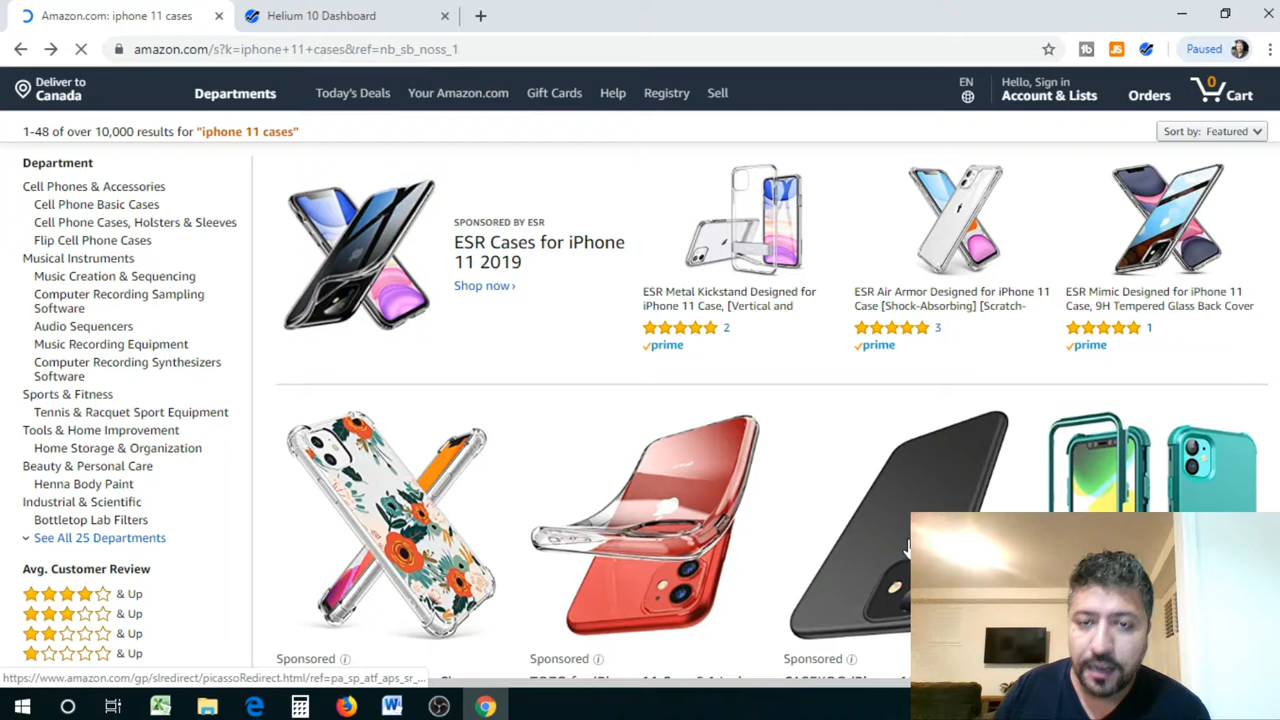 Amazon.com: iphone 11 cases
Helium 10 Dashboard
amazon.com/s?k=iphone+11+cases&ref=nb_sb_noss_1
Paused
Deliver to
Canada
Departments
Today's Deals
Your Amazon.com
Gift Cards
Help
Registry
Sell
EN
Hello, Sign in
Account & Lists
Orders
0
Cart
1-48 of over 10,000 results for "iphone 11 cases"
Sort by: Featured
Department
Cell Phones & Accessories
Cell Phone Basic Cases
Cell Phone Cases, Holsters & Sleeves
Flip Cell Phone Cases
Musical Instruments
Music Creation & Sequencing
Computer Recording Sampling
Software
Audio Sequencers
Music Recording Equipment
Computer Recording Synthesizers
Software
Sports & Fitness
Tennis & Racquet Sport Equipment
Tools & Home Improvement
Home Storage & Organization
Beauty & Personal Care
Henna Body Paint
Industrial & Scientific
Bottletop Lab Filters
See All 25 Departments
Avg. Customer Review
& Up
& Up
& Up
& Up
SPONSORED BY ESR
ESR Cases for iPhone
11 2019
Shop now ›
ESR Metal Kickstand Designed for
iPhone 11 Case, [Vertical and
2
prime
ESR Air Armor Designed for iPhone 11
Case [Shock-Absorbing] [Scratch-
3
prime
ESR Mimic Designed for iPhone 11
Case, 9H Tempered Glass Back Cover
1
prime
Sponsored
Sponsored
Sponsored
https://www.amazon.com/gp/slredirect/picassoRedirect.html/ref=pa_sp_atf_aps_sr_...